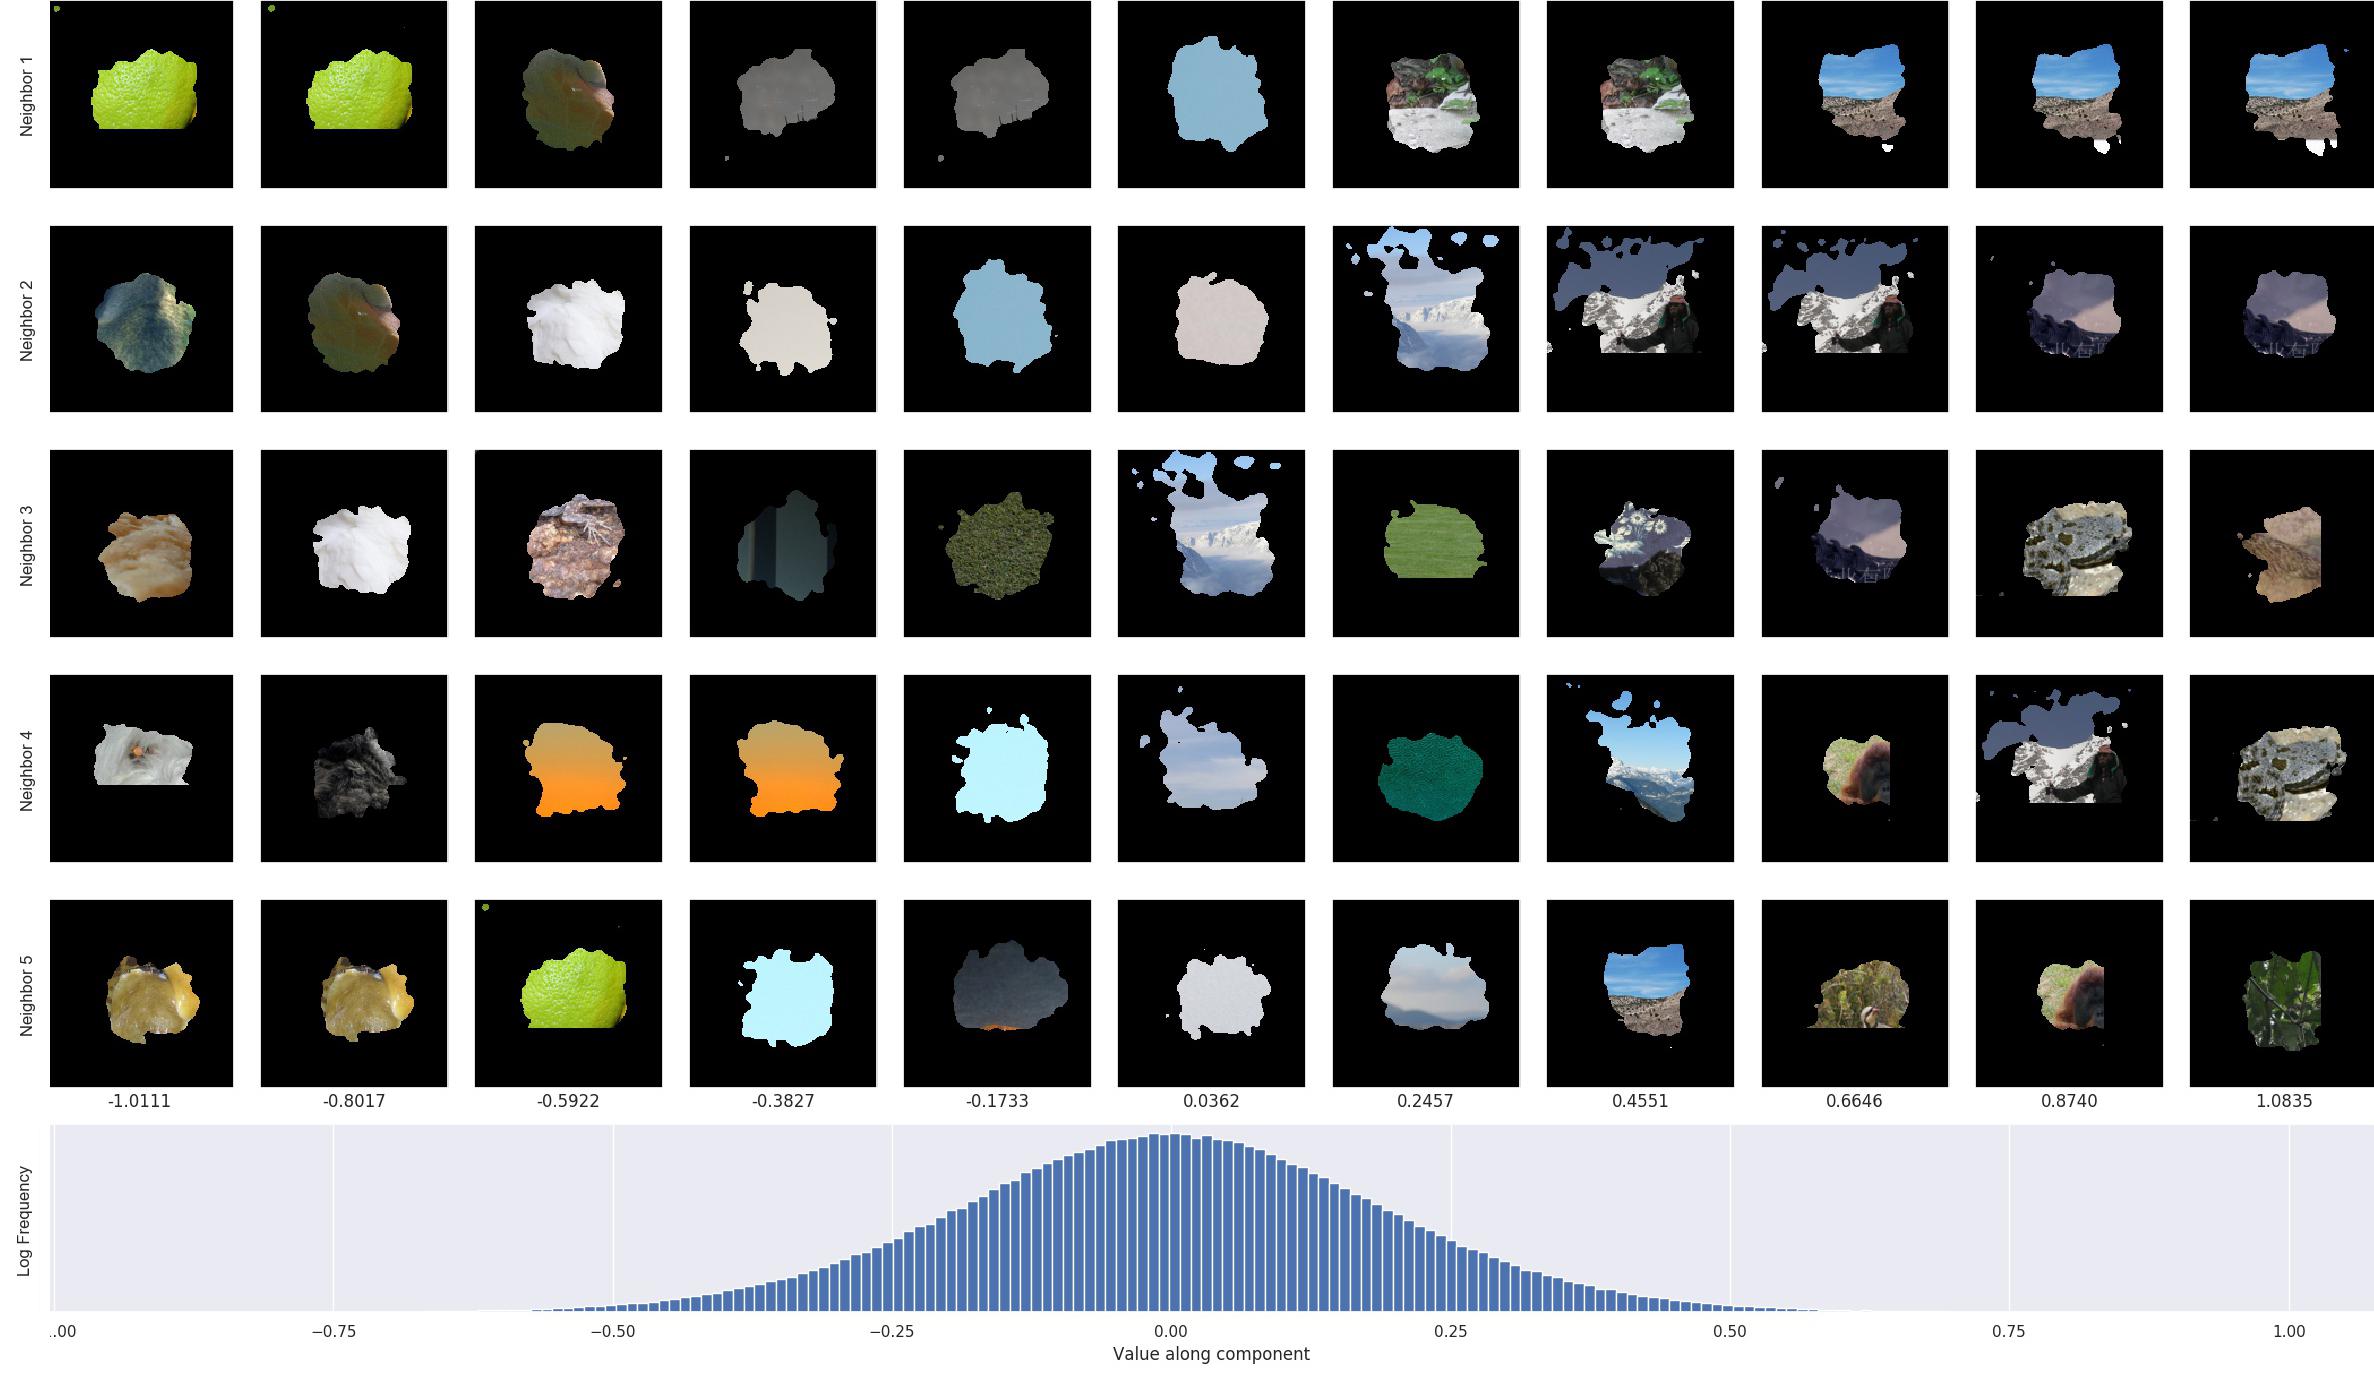 Neighbor 1
Neighbor 2
Neighbor 3
Neighbor 4
Neighbor 5
-1.0111 -0.8017 -0.5922 -0.3827 -0.1733 0.0362 0.2457 0.4551 0.6646 0.8740 1.0835
Log Frequency
.00 −0.75 −0.50 −0.25 0.00 0.25 0.50 0.75 1.00
Value along component